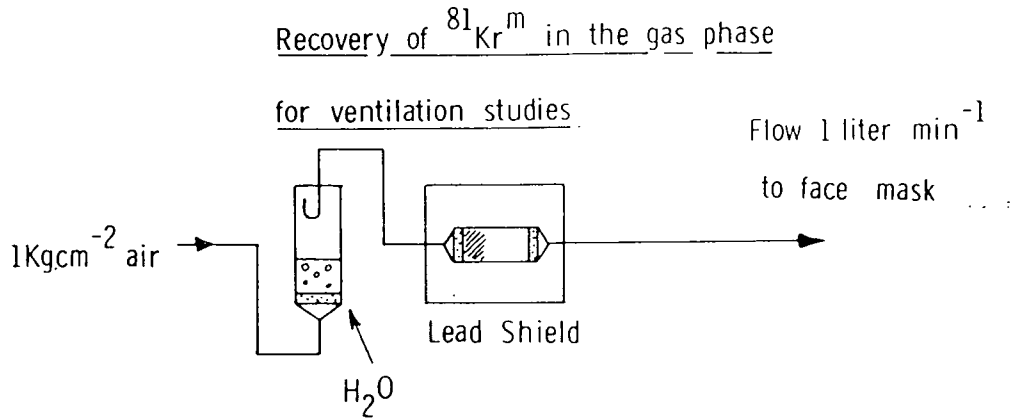 Recovery of ⁸¹Krᵐ in the gas phase
for ventilation studies
Flow 1 liter min⁻¹
to face mask
1Kg.cm⁻² air
Lead Shield
H₂O